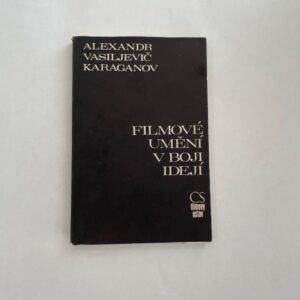 ALEXANDR
VASILJEVIČ
KARAGANOV
FILMOVÉ
UMĚNÍ
V BOJI
IDEJÍ
ČS
filmový
ústav